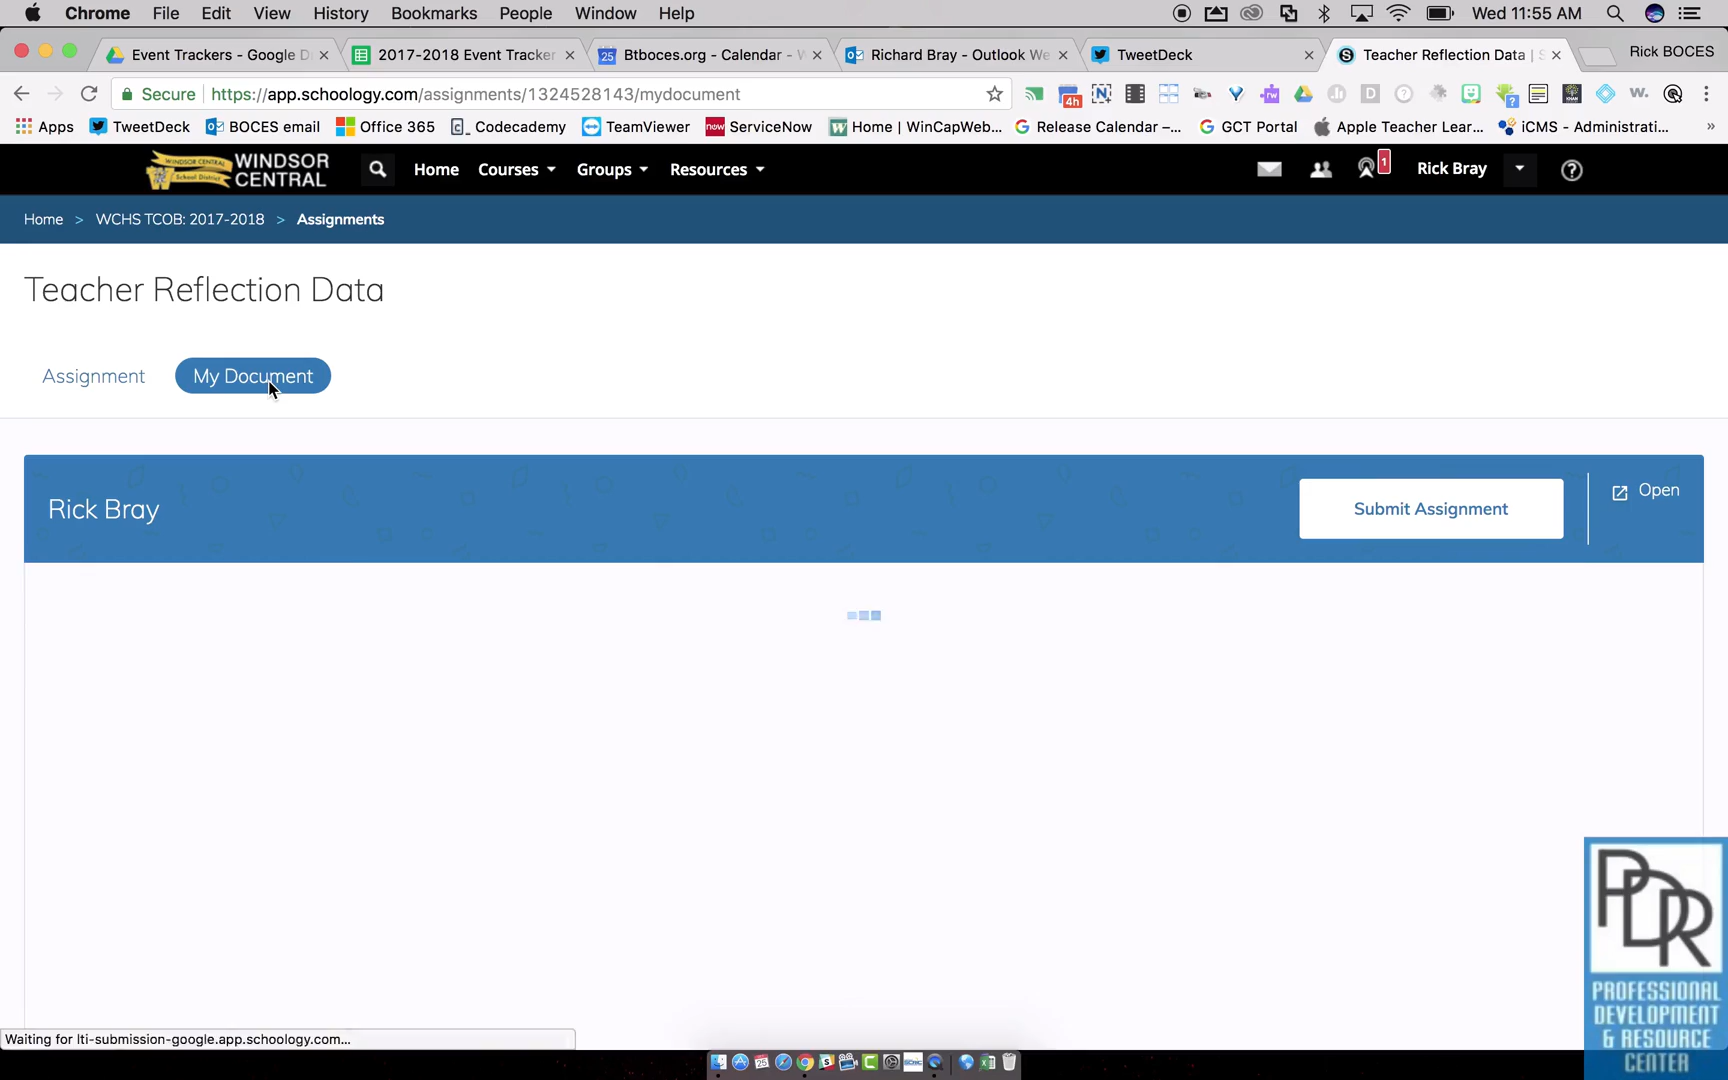 Chrome File Edit View History Bookmarks People Window Help Wed 11:55 AM
Event Trackers - Google D 2017-2018 Event Tracker Btboces.org - Calendar - W Richard Bray - Outlook We TweetDeck Teacher Reflection Data | S Rick BOCES
Secure https://app.schoology.com/assignments/1324528143/mydocument 4h
Apps TweetDeck BOCES email Office 365 Codecademy TeamViewer ServiceNow Home | WinCapWeb... Release Calendar –... GCT Portal Apple Teacher Lear... iCMS - Administrati... »
WINDSOR CENTRAL School District WINDSOR CENTRAL Home Courses Groups Resources 1 Rick Bray
Home > WCHS TCOB: 2017-2018 > Assignments
Teacher Reflection Data
Assignment My Document
Rick Bray Submit Assignment Open
PDRC
PROFESSIONAL
DEVELOPMENT
& RESOURCE
CENTER
Waiting for lti-submission-google.app.schoology.com...